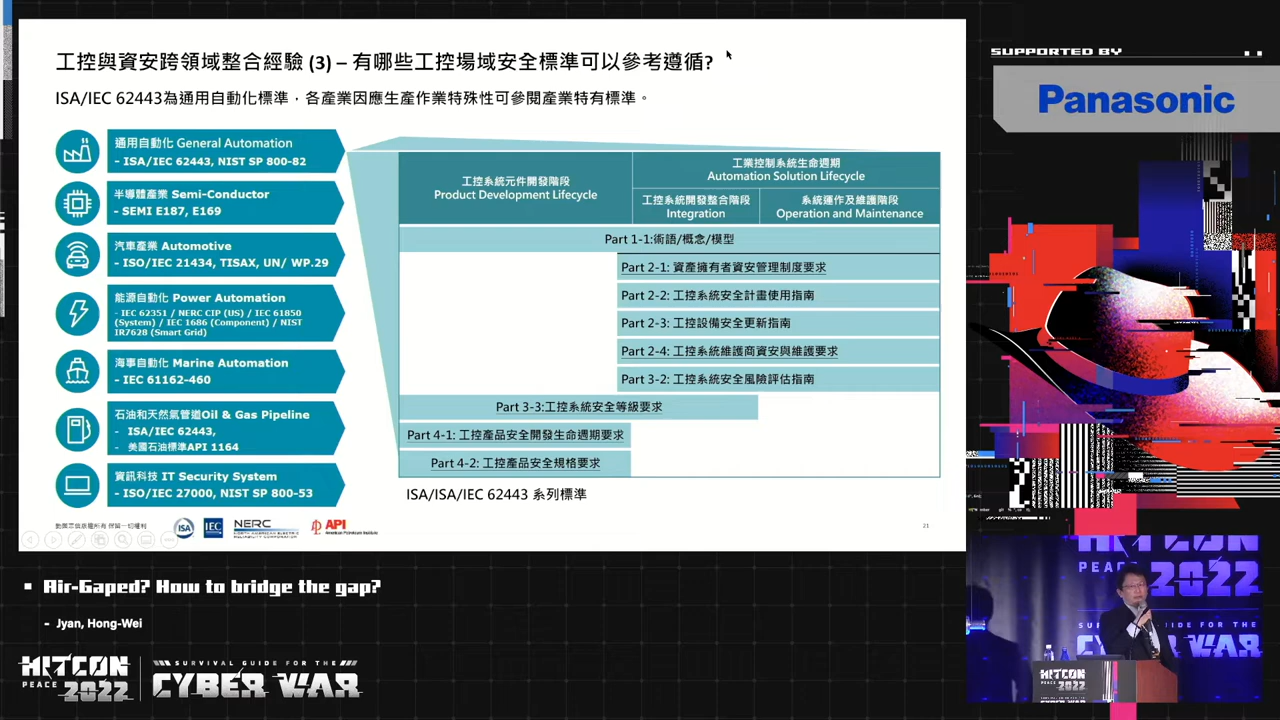 工控與資安跨領域整合經驗 (3) – 有哪些工控場域安全標準可以參考遵循?
ISA/IEC 62443為通用自動化標準，各產業因應生產作業特殊性可參閱產業特有標準。
通用自動化 General Automation
- ISA/IEC 62443, NIST SP 800-82
半導體產業 Semi-Conductor
- SEMI E187, E169
汽車產業 Automotive
- ISO/IEC 21434, TISAX, UN/ WP.29
能源自動化 Power Automation
- IEC 62351 / NERC CIP (US) / IEC 61850
(System) / IEC 1686 (Component) / NIST
IR7628 (Smart Grid)
海事自動化 Marine Automation
- IEC 61162-460
石油和天然氣管道Oil & Gas Pipeline
- ISA/IEC 62443,
- 美國石油標準API 1164
資訊科技 IT Security System
- ISO/IEC 27000, NIST SP 800-53
工控系統元件開發階段
Product Development Lifecycle
工業控制系統生命週期
Automation Solution Lifecycle
工控系統開發整合階段
Integration
系統運作及維護階段
Operation and Maintenance
Part 1-1:術語/概念/模型
Part 2-1: 資產擁有者資安管理制度要求
Part 2-2: 工控系統安全計畫使用指南
Part 2-3: 工控設備安全更新指南
Part 2-4: 工控系統維護商資安與維護要求
Part 3-2: 工控系統安全風險評估指南
Part 3-3:工控系統安全等級要求
Part 4-1: 工控產品安全開發生命週期要求
Part 4-2: 工控產品安全規格要求
ISA/ISA/IEC 62443 系列標準
ISA
IEC
NERC
NORTH AMERICAN ELECTRIC
RELIABILITY CORPORATION
API
American Petroleum Institute
21
SUPPORTED BY
Panasonic
Air-Gaped? How to bridge the gap?
- Jyan, Hong-Wei
HITCON
PEACE 2022
SURVIVAL GUIDE FOR THE
CYBER WAR
HITCON
PEACE 2022
HITCON
PEACE 2022